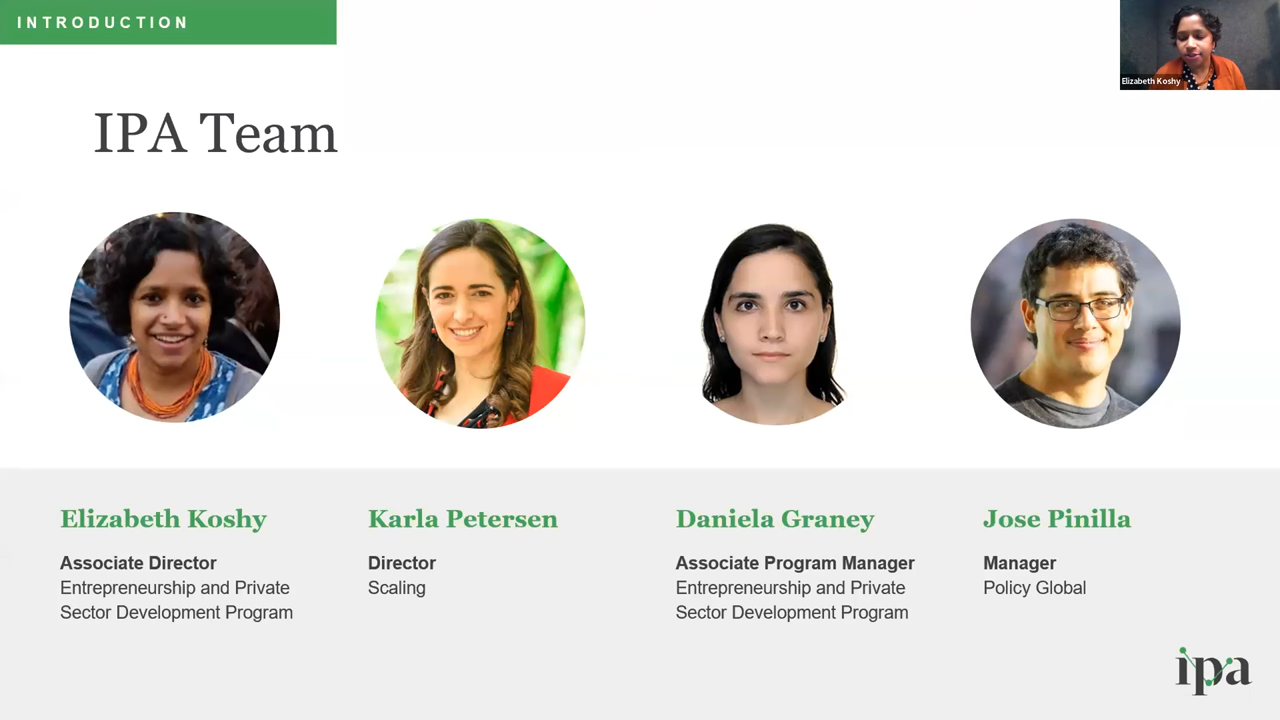 INTRODUCTION
Elizabeth Koshy
IPA Team
Elizabeth Koshy
Associate Director
Entrepreneurship and Private
Sector Development Program
Karla Petersen
Director
Scaling
Daniela Graney
Associate Program Manager
Entrepreneurship and Private
Sector Development Program
Jose Pinilla
Manager
Policy Global
ipa